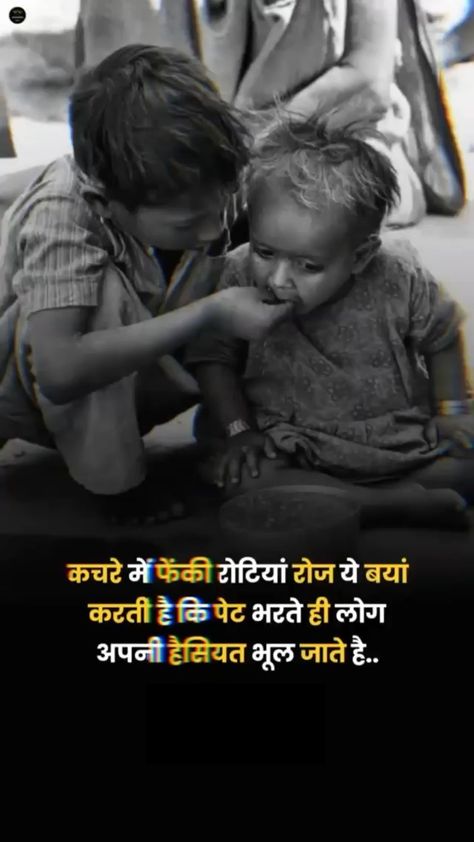 कचरे में फेंकी रोटियां रोज ये बयां
करती है कि पेट भरते ही लोग
अपनी हैसियत भूल जाते है..